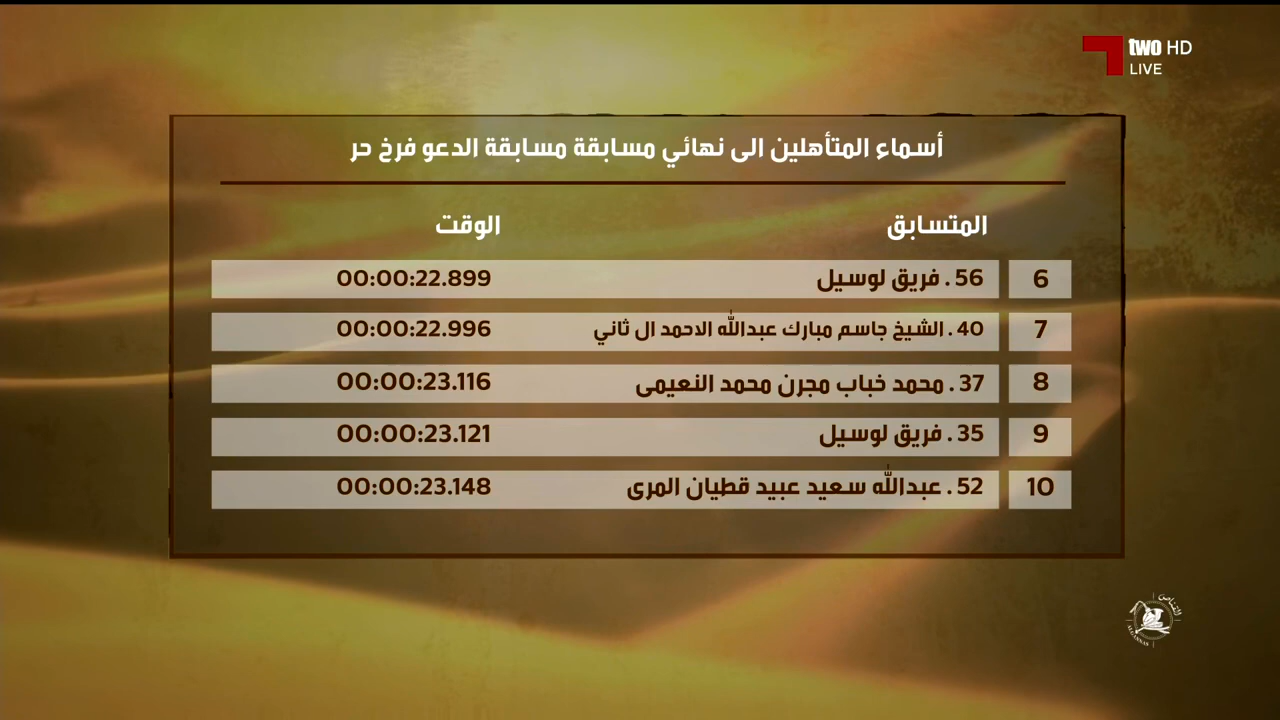 two HD
LIVE
أسماء المتأهلين الى نهائي مسابقة مسابقة الدعو فرخ حر
المتسابق الوقت
6 56 . فريق لوسيل 00:00:22.899
7 40 . الشيخ جاسم مبارك عبدالله الاحمد ال ثاني 00:00:22.996
8 37 . محمد خباب مجرن محمد النعيمى 00:00:23.116
9 35 . فريق لوسيل 00:00:23.121
10 52 . عبدالله سعيد عبيد قطيان المرى 00:00:23.148
القناص
ALGANNAS